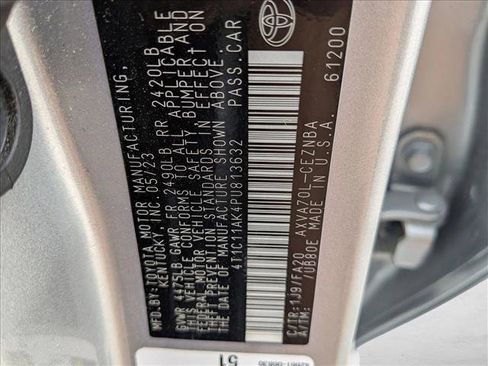 MFD.BY:TOYOTA MOTOR MANUFACTURING,
KENTUCKY, INC. 05/23
GVWR 4475LB GAWR FR 2490LB RR 2420LB
THIS VEHICLE CONFORMS TO ALL APPLICABLE
FEDERAL MOTOR VEHICLE SAFETY, BUMPER, AND
THEFT PREVENTION STANDARDS IN EFFECT ON
THE DATE OF MANUFACTURE SHOWN ABOVE.
4T1C11AK4PU813632 PASS.CAR
C/TR:1J9/FA20 AXVA70L-CEZNBA
A/TM: /UB80E MADE IN U.S.A. 61200
51